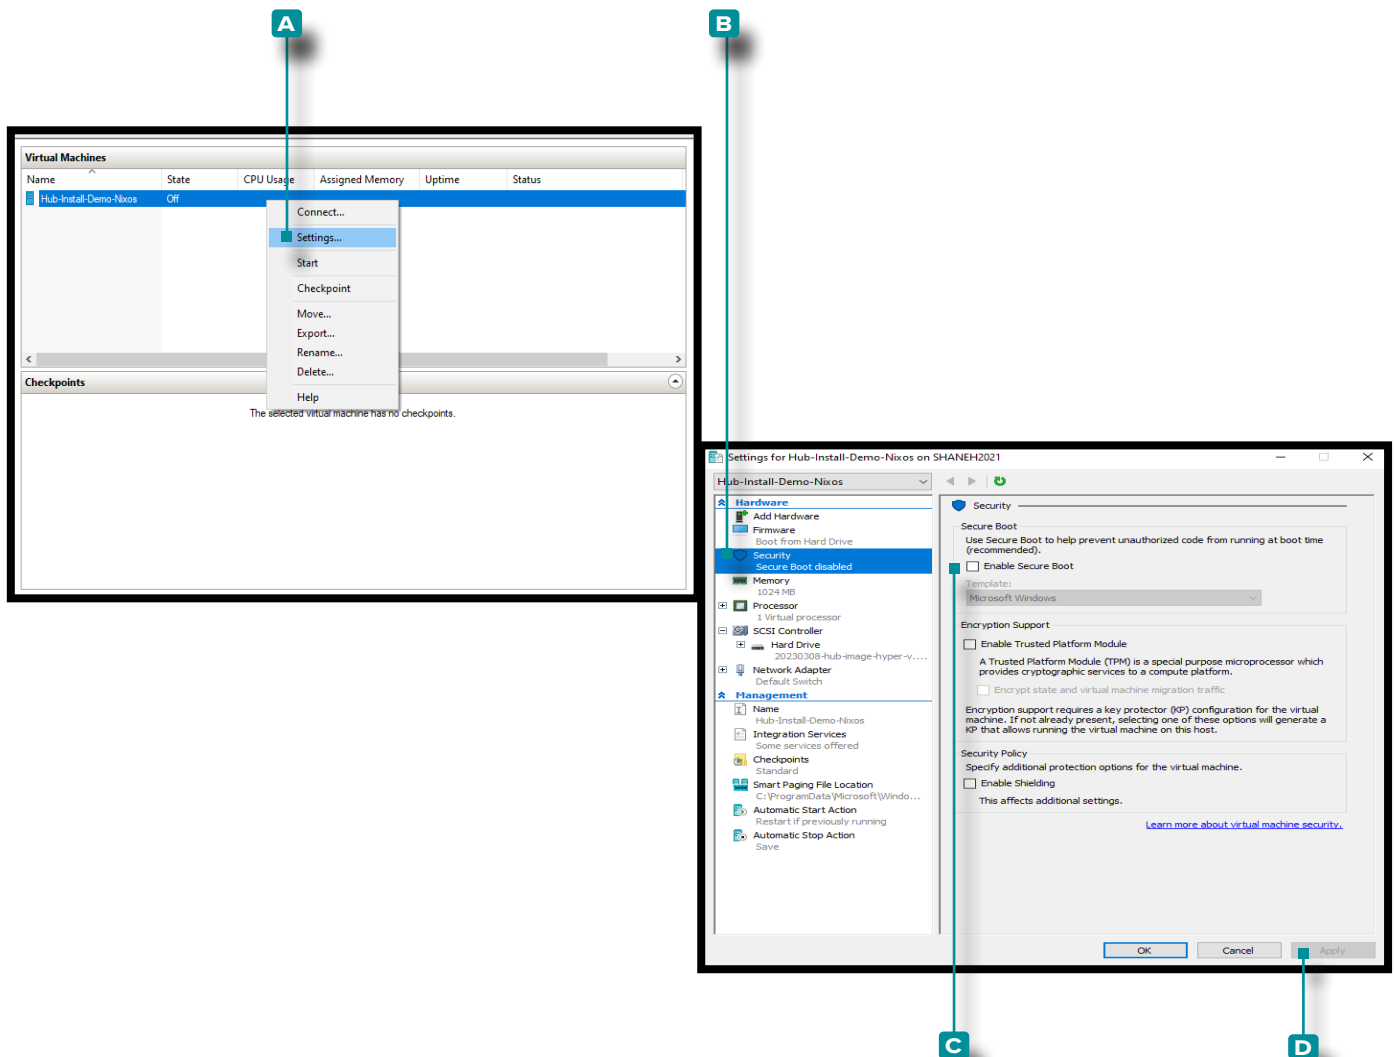 A
B
Virtual Machines
Name State CPU Usage Assigned Memory Uptime Status
Hub-Install-Demo-Nixos Off
Connect...
Settings...
Start
Checkpoint
Move...
Export...
Rename...
Delete...
Help
Checkpoints
The selected virtual machine has no checkpoints.
Settings for Hub-Install-Demo-Nixos on SHANEH2021
Hub-Install-Demo-Nixos
Hardware
Add Hardware
Firmware
Boot from Hard Drive
Security
Secure Boot disabled
Memory
1024 MB
Processor
1 Virtual processor
SCSI Controller
Hard Drive
20230308-hub-image-hyper-v....
Network Adapter
Default Switch
Management
Name
Hub-Install-Demo-Nixos
Integration Services
Some services offered
Checkpoints
Standard
Smart Paging File Location
C:\ProgramData\Microsoft\Windo...
Automatic Start Action
Restart if previously running
Automatic Stop Action
Save
Security
Secure Boot
Use Secure Boot to help prevent unauthorized code from running at boot time
(recommended).
Enable Secure Boot
Template:
Microsoft Windows
Encryption Support
Enable Trusted Platform Module
A Trusted Platform Module (TPM) is a special purpose microprocessor which
provides cryptographic services to a compute platform.
Encrypt state and virtual machine migration traffic
Encryption support requires a key protector (KP) configuration for the virtual
machine. If not already present, selecting one of these options will generate a
KP that allows running the virtual machine on this host.
Security Policy
Specify additional protection options for the virtual machine.
Enable Shielding
This affects additional settings.
Learn more about virtual machine security.
OK Cancel Apply
C
D